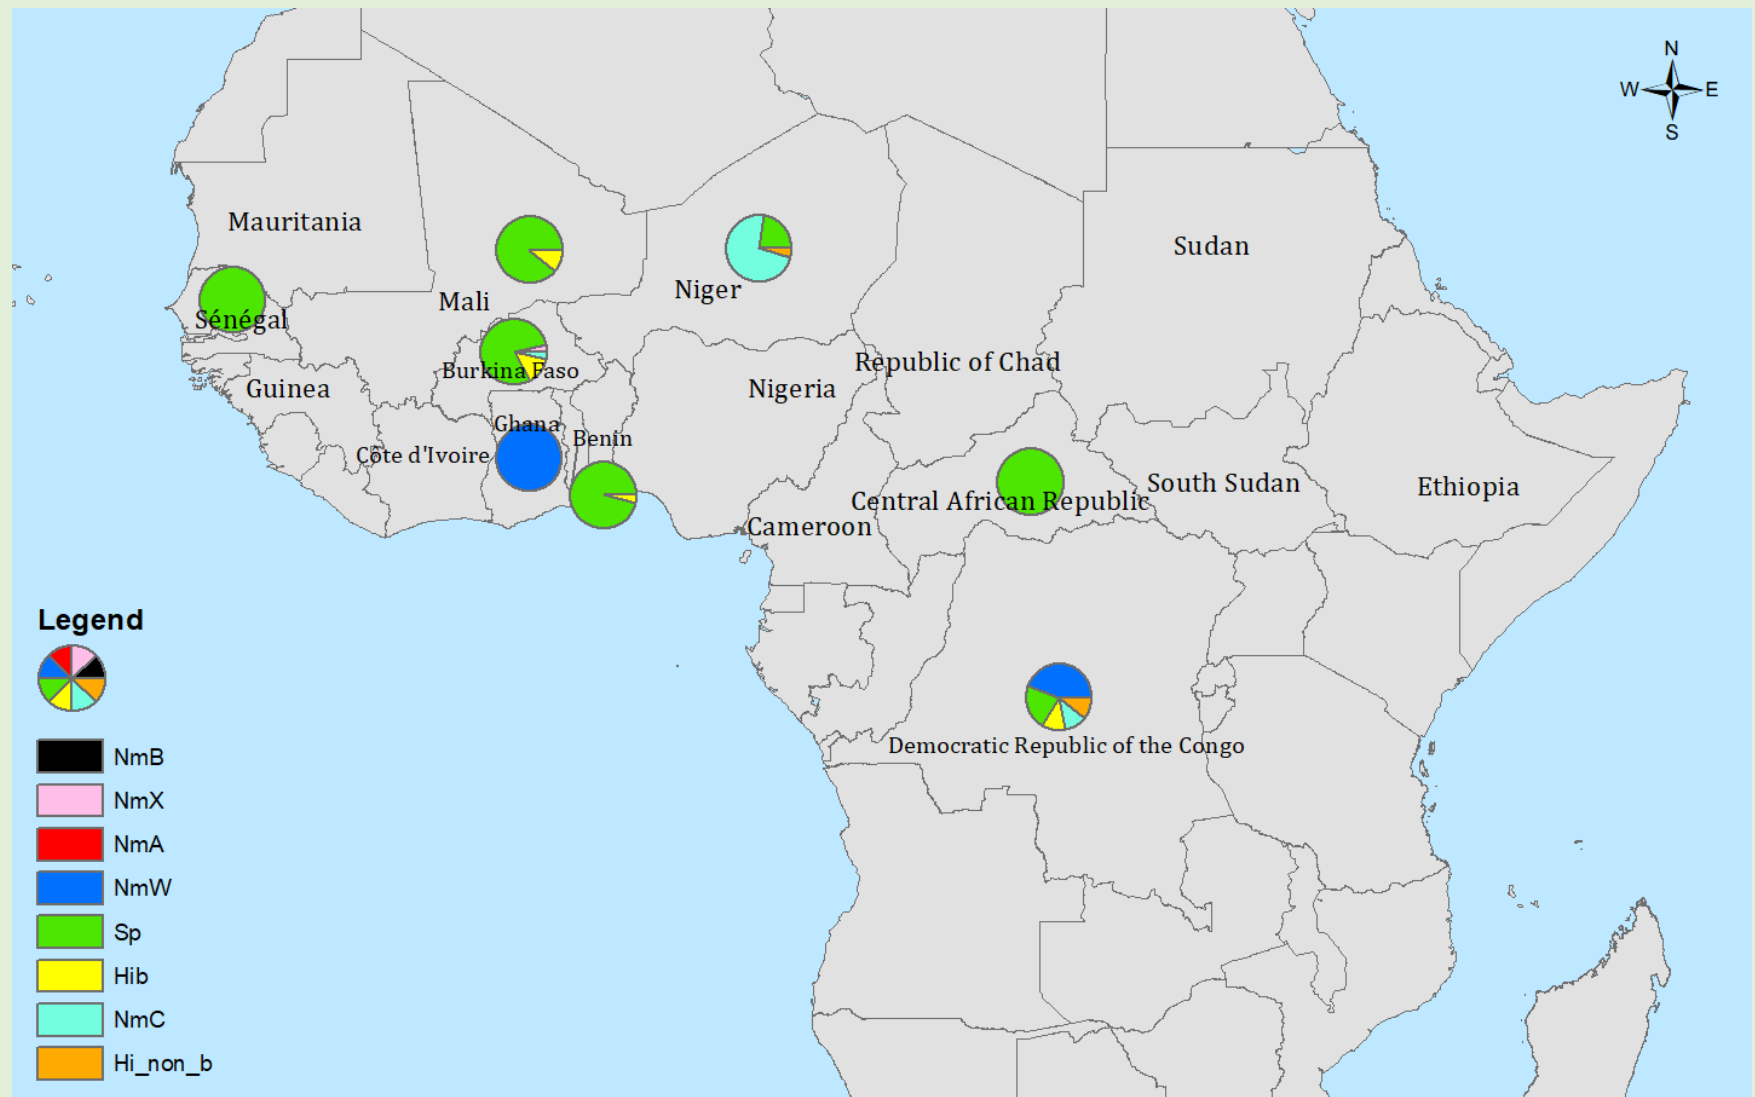 N
W E
S
Mauritania
Sudan
Niger
Mali
Sénégal
Republic of Chad
Burkina Faso
Guinea
Nigeria
Ghana
Benin
Côte d'Ivoire
South Sudan
Ethiopia
Central African Republic
Cameroon
Democratic Republic of the Congo
Legend
NmB
NmX
NmA
NmW
Sp
Hib
NmC
Hi_non_b